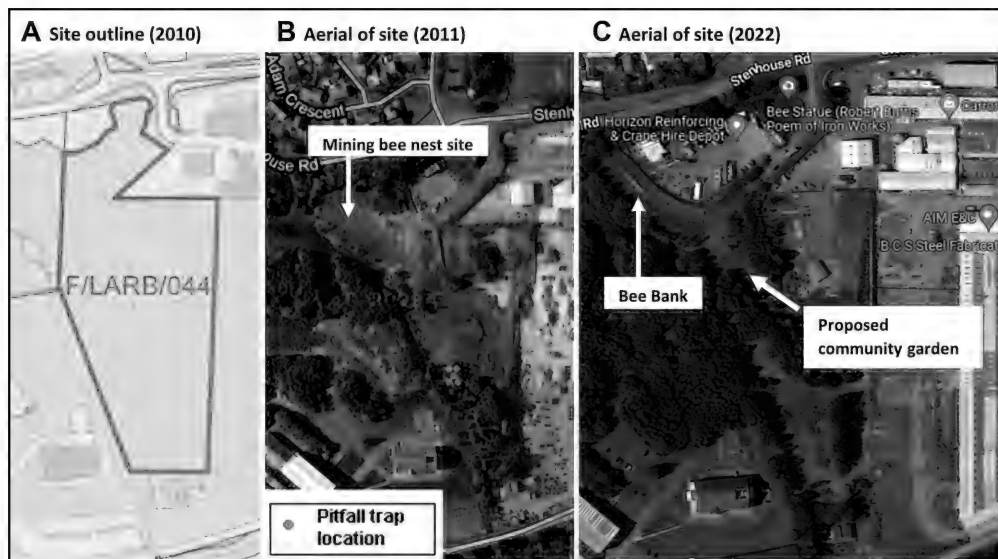 A Site outline (2010)
F/LARB/044
B Aerial of site (2011)
Adam Crescent
Stenh
ouse Rd
Mining bee nest site
Pitfall trap
location
C Aerial of site (2022)
Stenhouse Rd
Bee Statue (Robert Burns
Poem of Iron Works)
Carron
Rd
Horizon Reinforcing
& Crane Hire Depot
AIM E&C
B.C.S Steel Fabricati
Bee Bank
Proposed
community garden